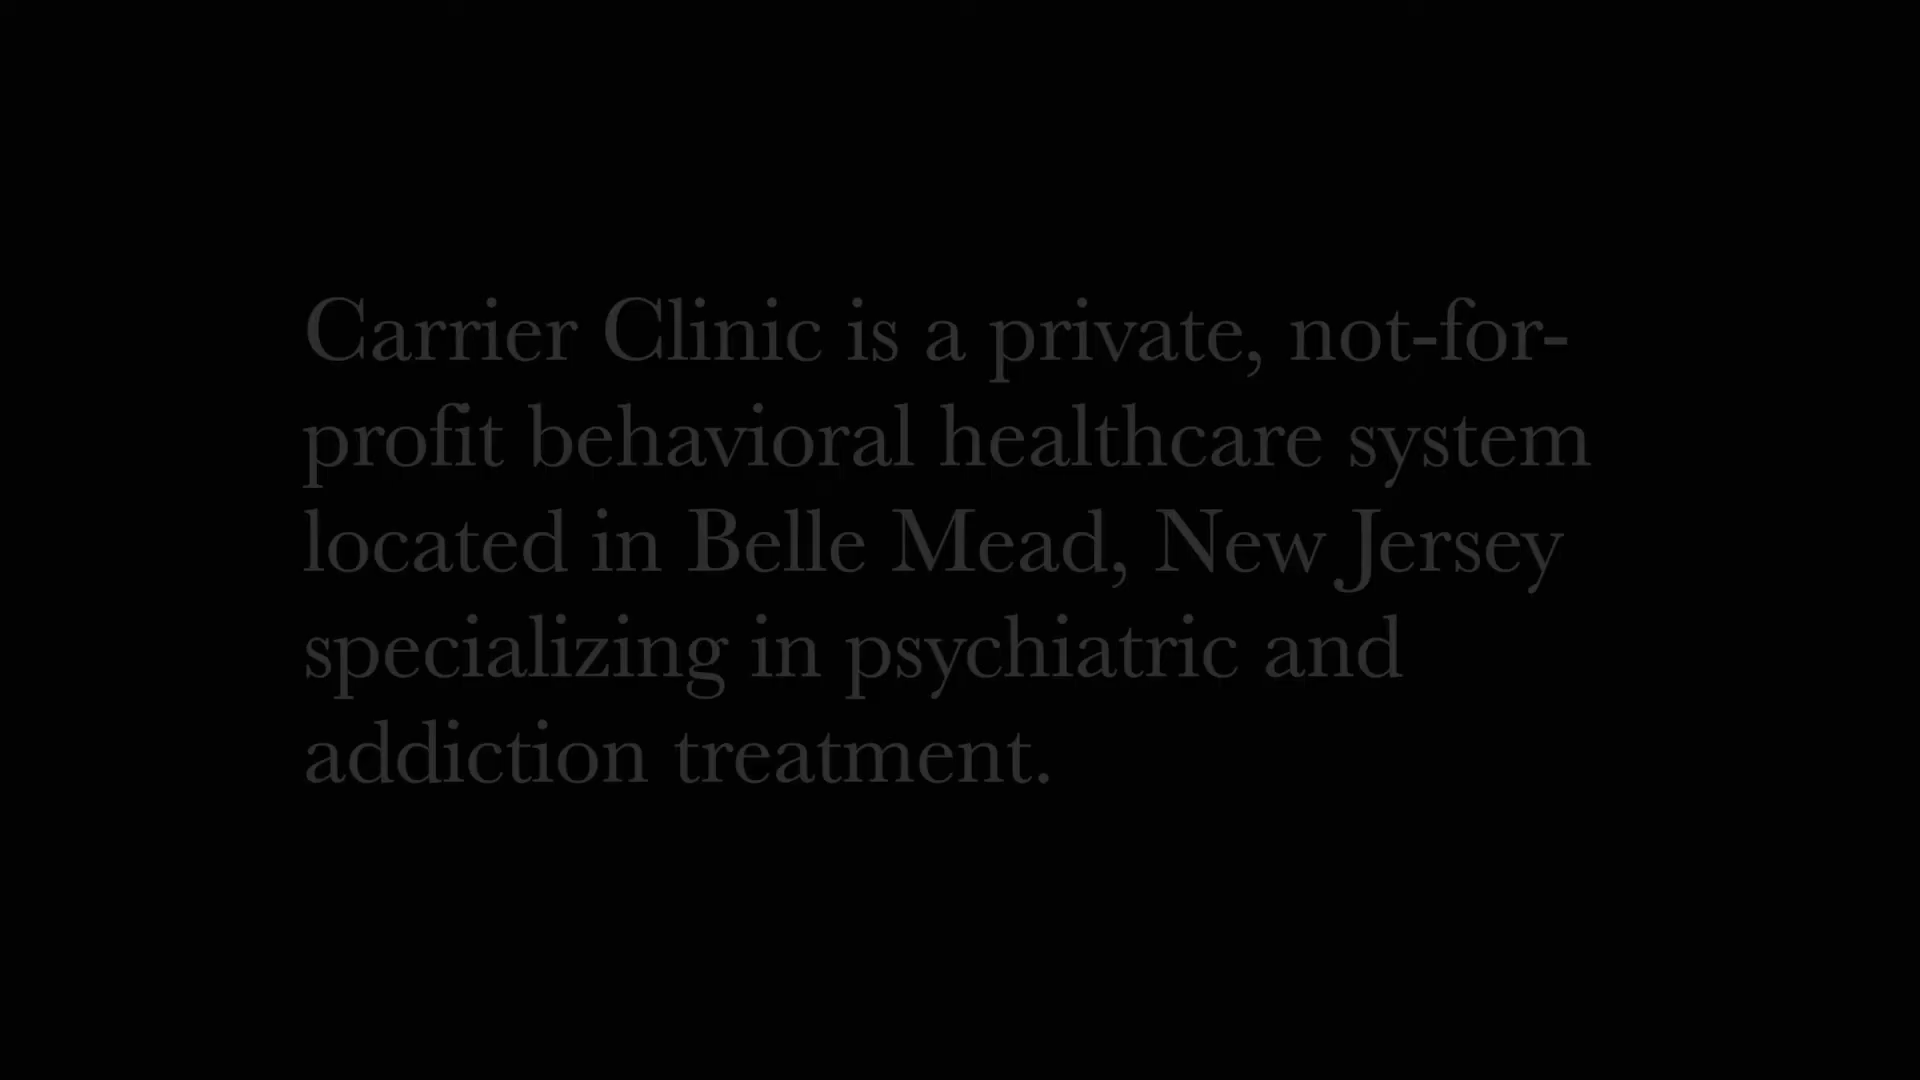 Carrier Clinic is a private, not-for-
profit behavioral healthcare system
located in Belle Mead, New Jersey
specializing in psychiatric and
addiction treatment.